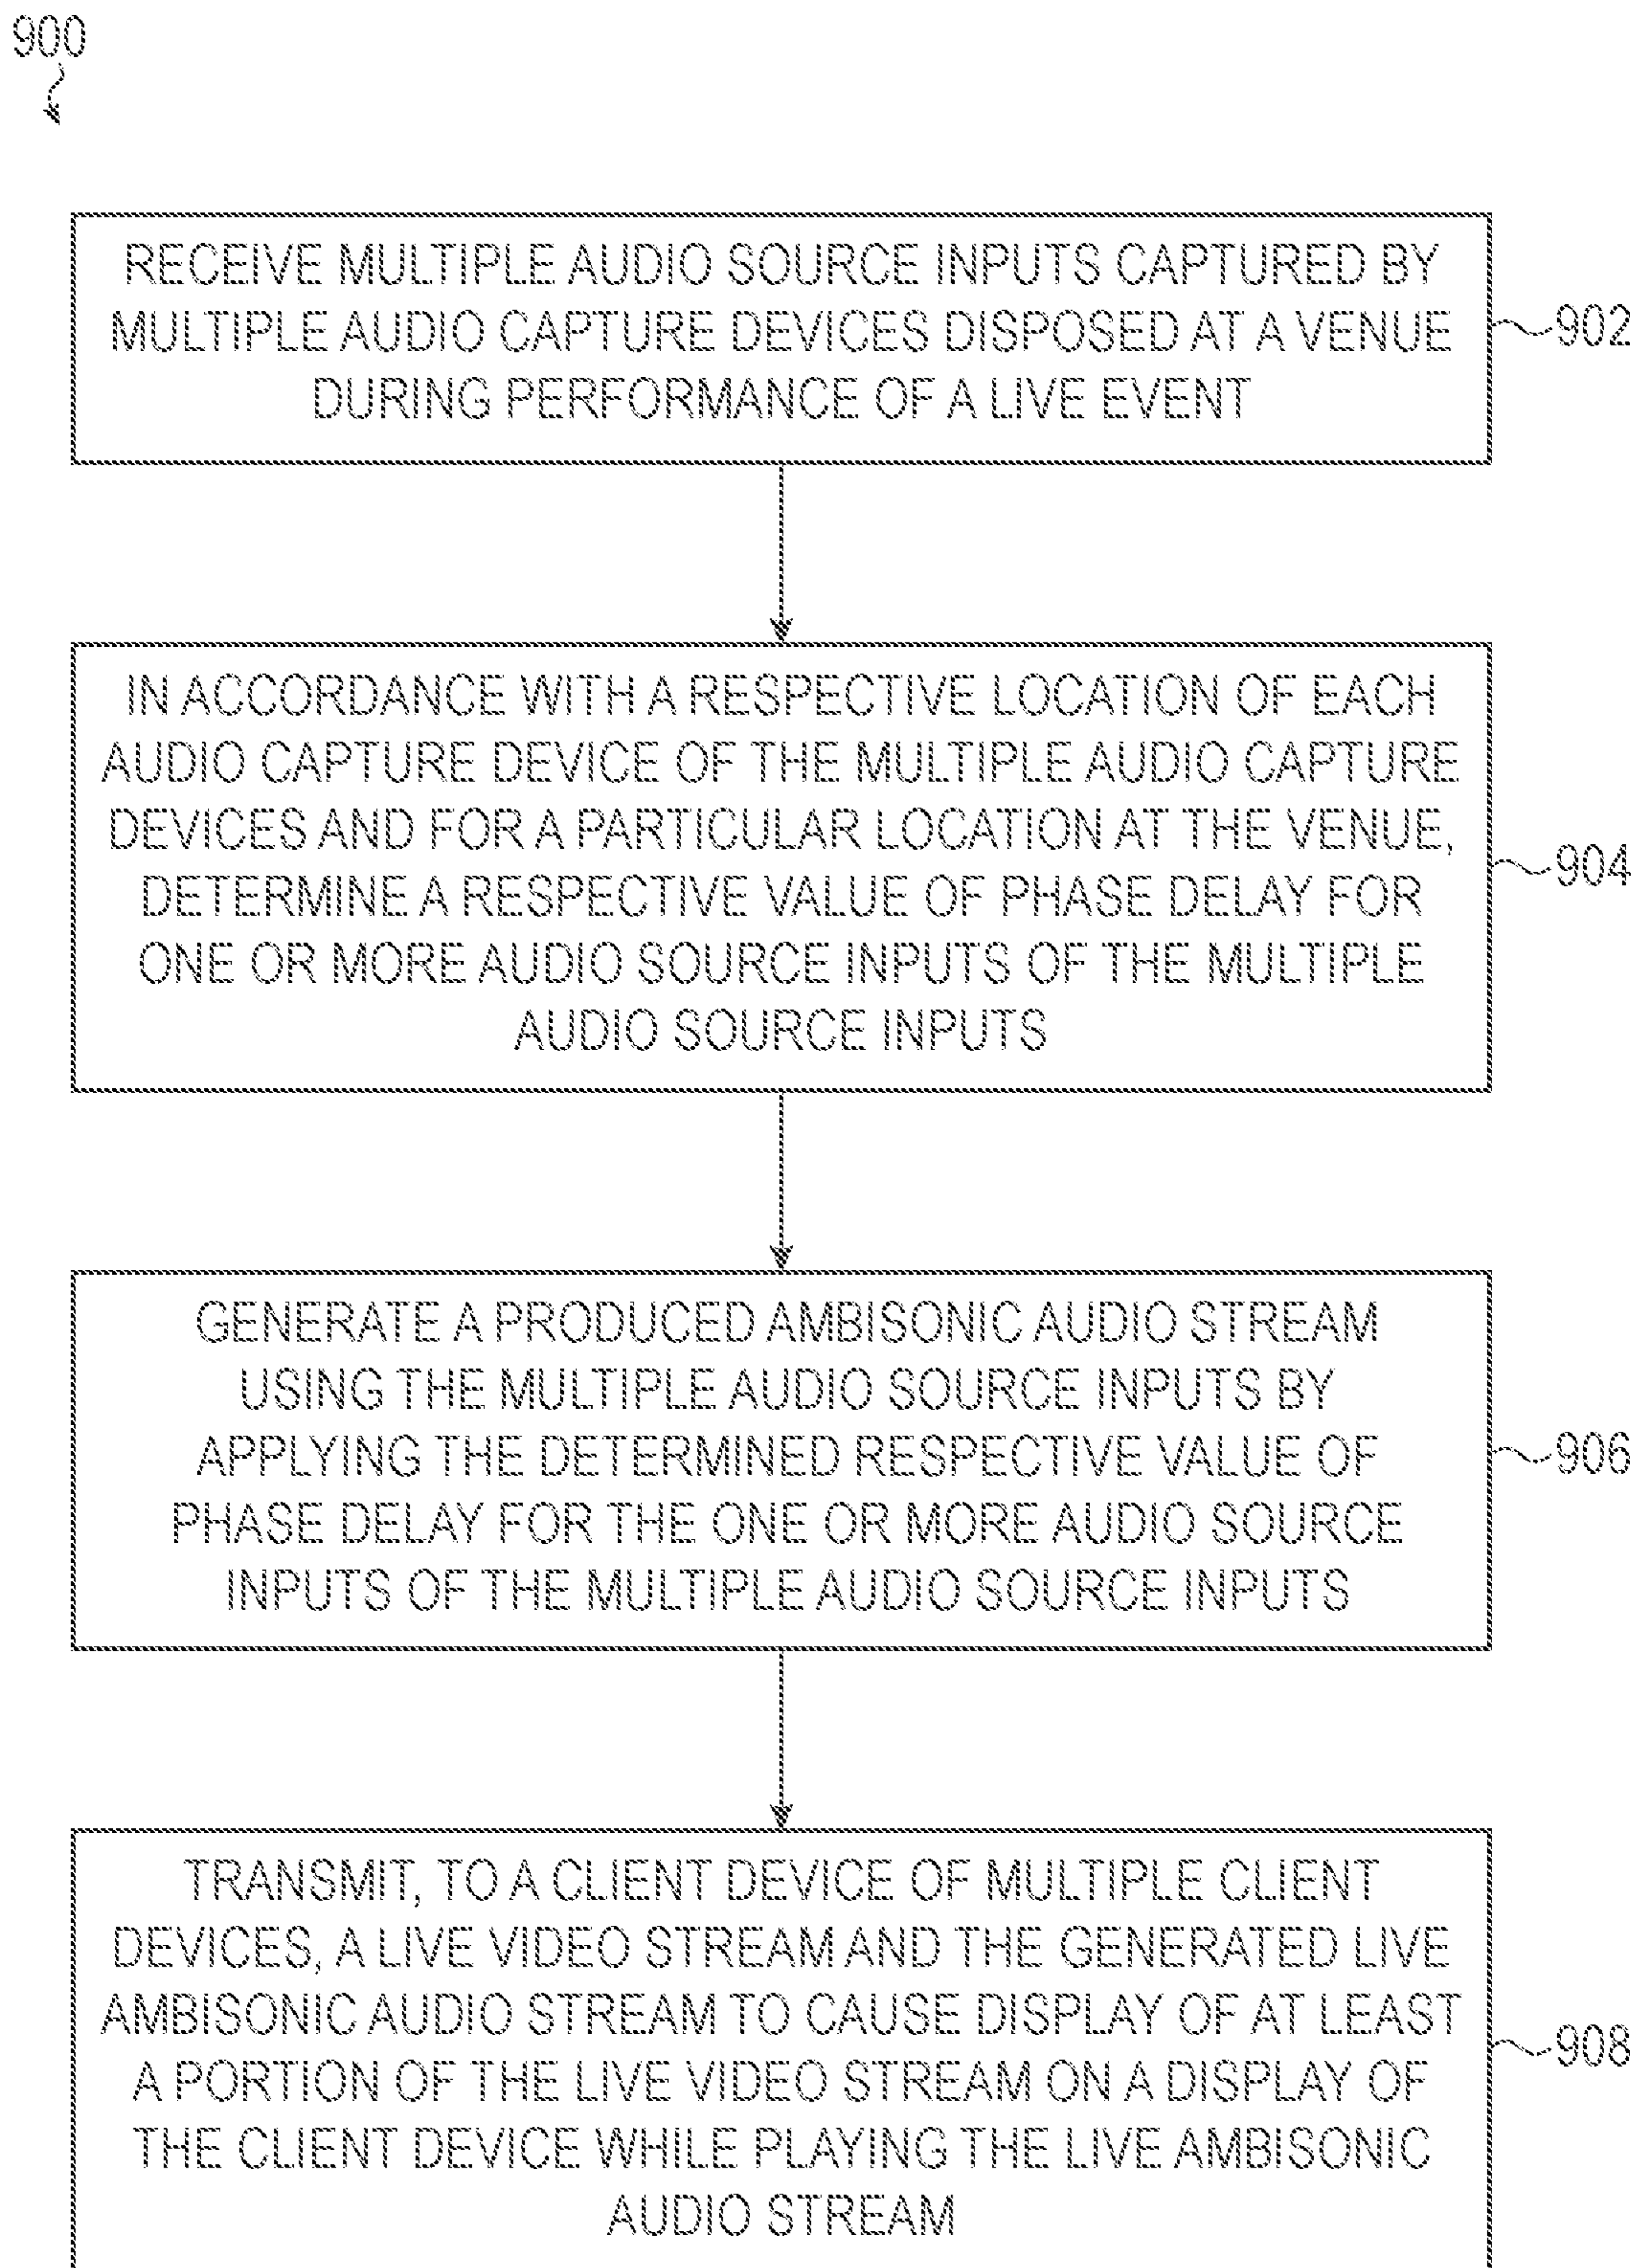 900
RECEIVE MULTIPLE AUDIO SOURCE INPUTS CAPTURED BY
MULTIPLE AUDIO CAPTURE DEVICES DISPOSED AT A VENUE
DURING PERFORMANCE OF A LIVE EVENT
902
IN ACCORDANCE WITH A RESPECTIVE LOCATION OF EACH
AUDIO CAPTURE DEVICE OF THE MULTIPLE AUDIO CAPTURE
DEVICES AND FOR A PARTICULAR LOCATION AT THE VENUE,
DETERMINE A RESPECTIVE VALUE OF PHASE DELAY FOR
ONE OR MORE AUDIO SOURCE INPUTS OF THE MULTIPLE
AUDIO SOURCE INPUTS
904
GENERATE A PRODUCED AMBISONIC AUDIO STREAM
USING THE MULTIPLE AUDIO SOURCE INPUTS BY
APPLYING THE DETERMINED RESPECTIVE VALUE OF
PHASE DELAY FOR THE ONE OR MORE AUDIO SOURCE
INPUTS OF THE MULTIPLE AUDIO SOURCE INPUTS
906
TRANSMIT, TO A CLIENT DEVICE OF MULTIPLE CLIENT
DEVICES, A LIVE VIDEO STREAM AND THE GENERATED LIVE
AMBISONIC AUDIO STREAM TO CAUSE DISPLAY OF AT LEAST
A PORTION OF THE LIVE VIDEO STREAM ON A DISPLAY OF
THE CLIENT DEVICE WHILE PLAYING THE LIVE AMBISONIC
AUDIO STREAM
908